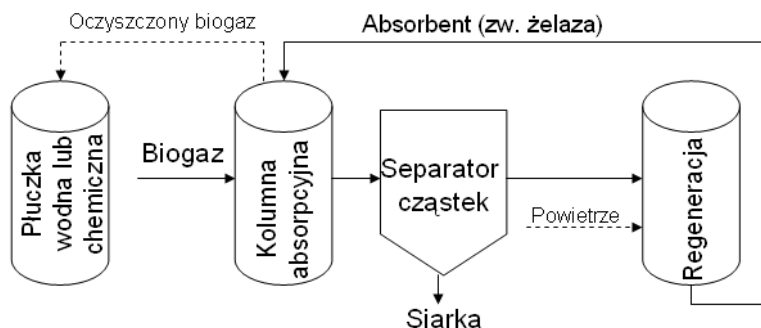 Oczyszczony biogaz
Absorbent (zw. żelaza)
Płuczka
wodna lub
chemiczna
Biogaz
Kolumna
absorpcyjna
Separator
cząstek
Powietrze
Regeneracja
Siarka